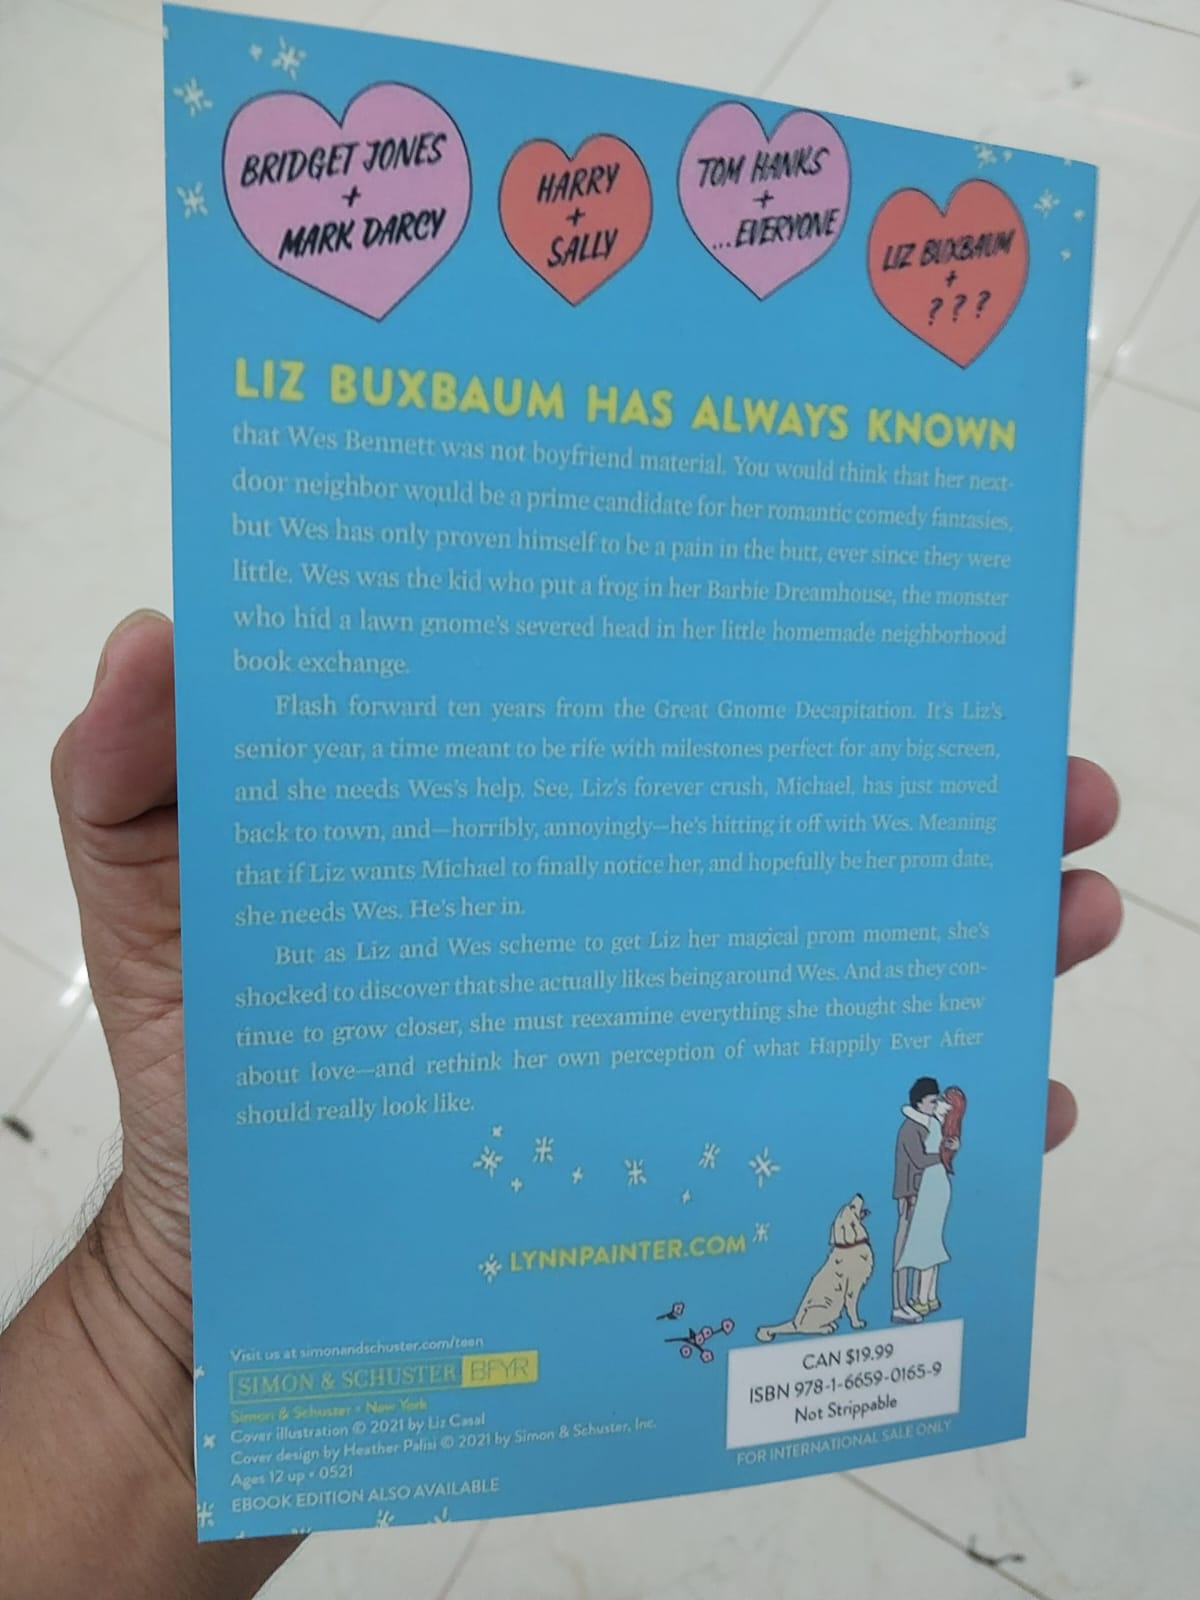 BRIDGET JONES
+
MARK DARCY
HARRY
+
SALLY
TOM HANKS
+
...EVERYONE
LIZ BUXBAUM
+
???
LIZ BUXBAUM HAS ALWAYS KNOWN
that Wes Bennett was not boyfriend material. You would think that her next-
door neighbor would be a prime candidate for her romantic comedy fantasies,
but Wes has only proven himself to be a pain in the butt, ever since they were
little. Wes was the kid who put a frog in her Barbie Dreamhouse, the monster
who hid a lawn gnome's severed head in her little homemade neighborhood
book exchange.
Flash forward ten years from the Great Gnome Decapitation. It's Liz's
senior year, a time meant to be rife with milestones perfect for any big screen,
and she needs Wes's help. See, Liz's forever crush, Michael, has just moved
back to town, and—horribly, annoyingly—he's hitting it off with Wes. Meaning
that if Liz wants Michael to finally notice her, and hopefully be her prom date,
she needs Wes. He's her in.
But as Liz and Wes scheme to get Liz her magical prom moment, she's
shocked to discover that she actually likes being around Wes. And as they con-
tinue to grow closer, she must reexamine everything she thought she knew
about love—and rethink her own perception of what Happily Ever After
should really look like.
LYNNPAINTER.COM
Visit us at simonandschuster.com/teen
SIMON & SCHUSTER BFYR
Simon & Schuster • New York
Cover illustration © 2021 by Liz Casal
Cover design by Heather Palisi © 2021 by Simon & Schuster, Inc.
Ages 12 up • 0521
EBOOK EDITION ALSO AVAILABLE
CAN $19.99
ISBN 978-1-6659-0165-9
Not Strippable
FOR INTERNATIONAL SALE ONLY